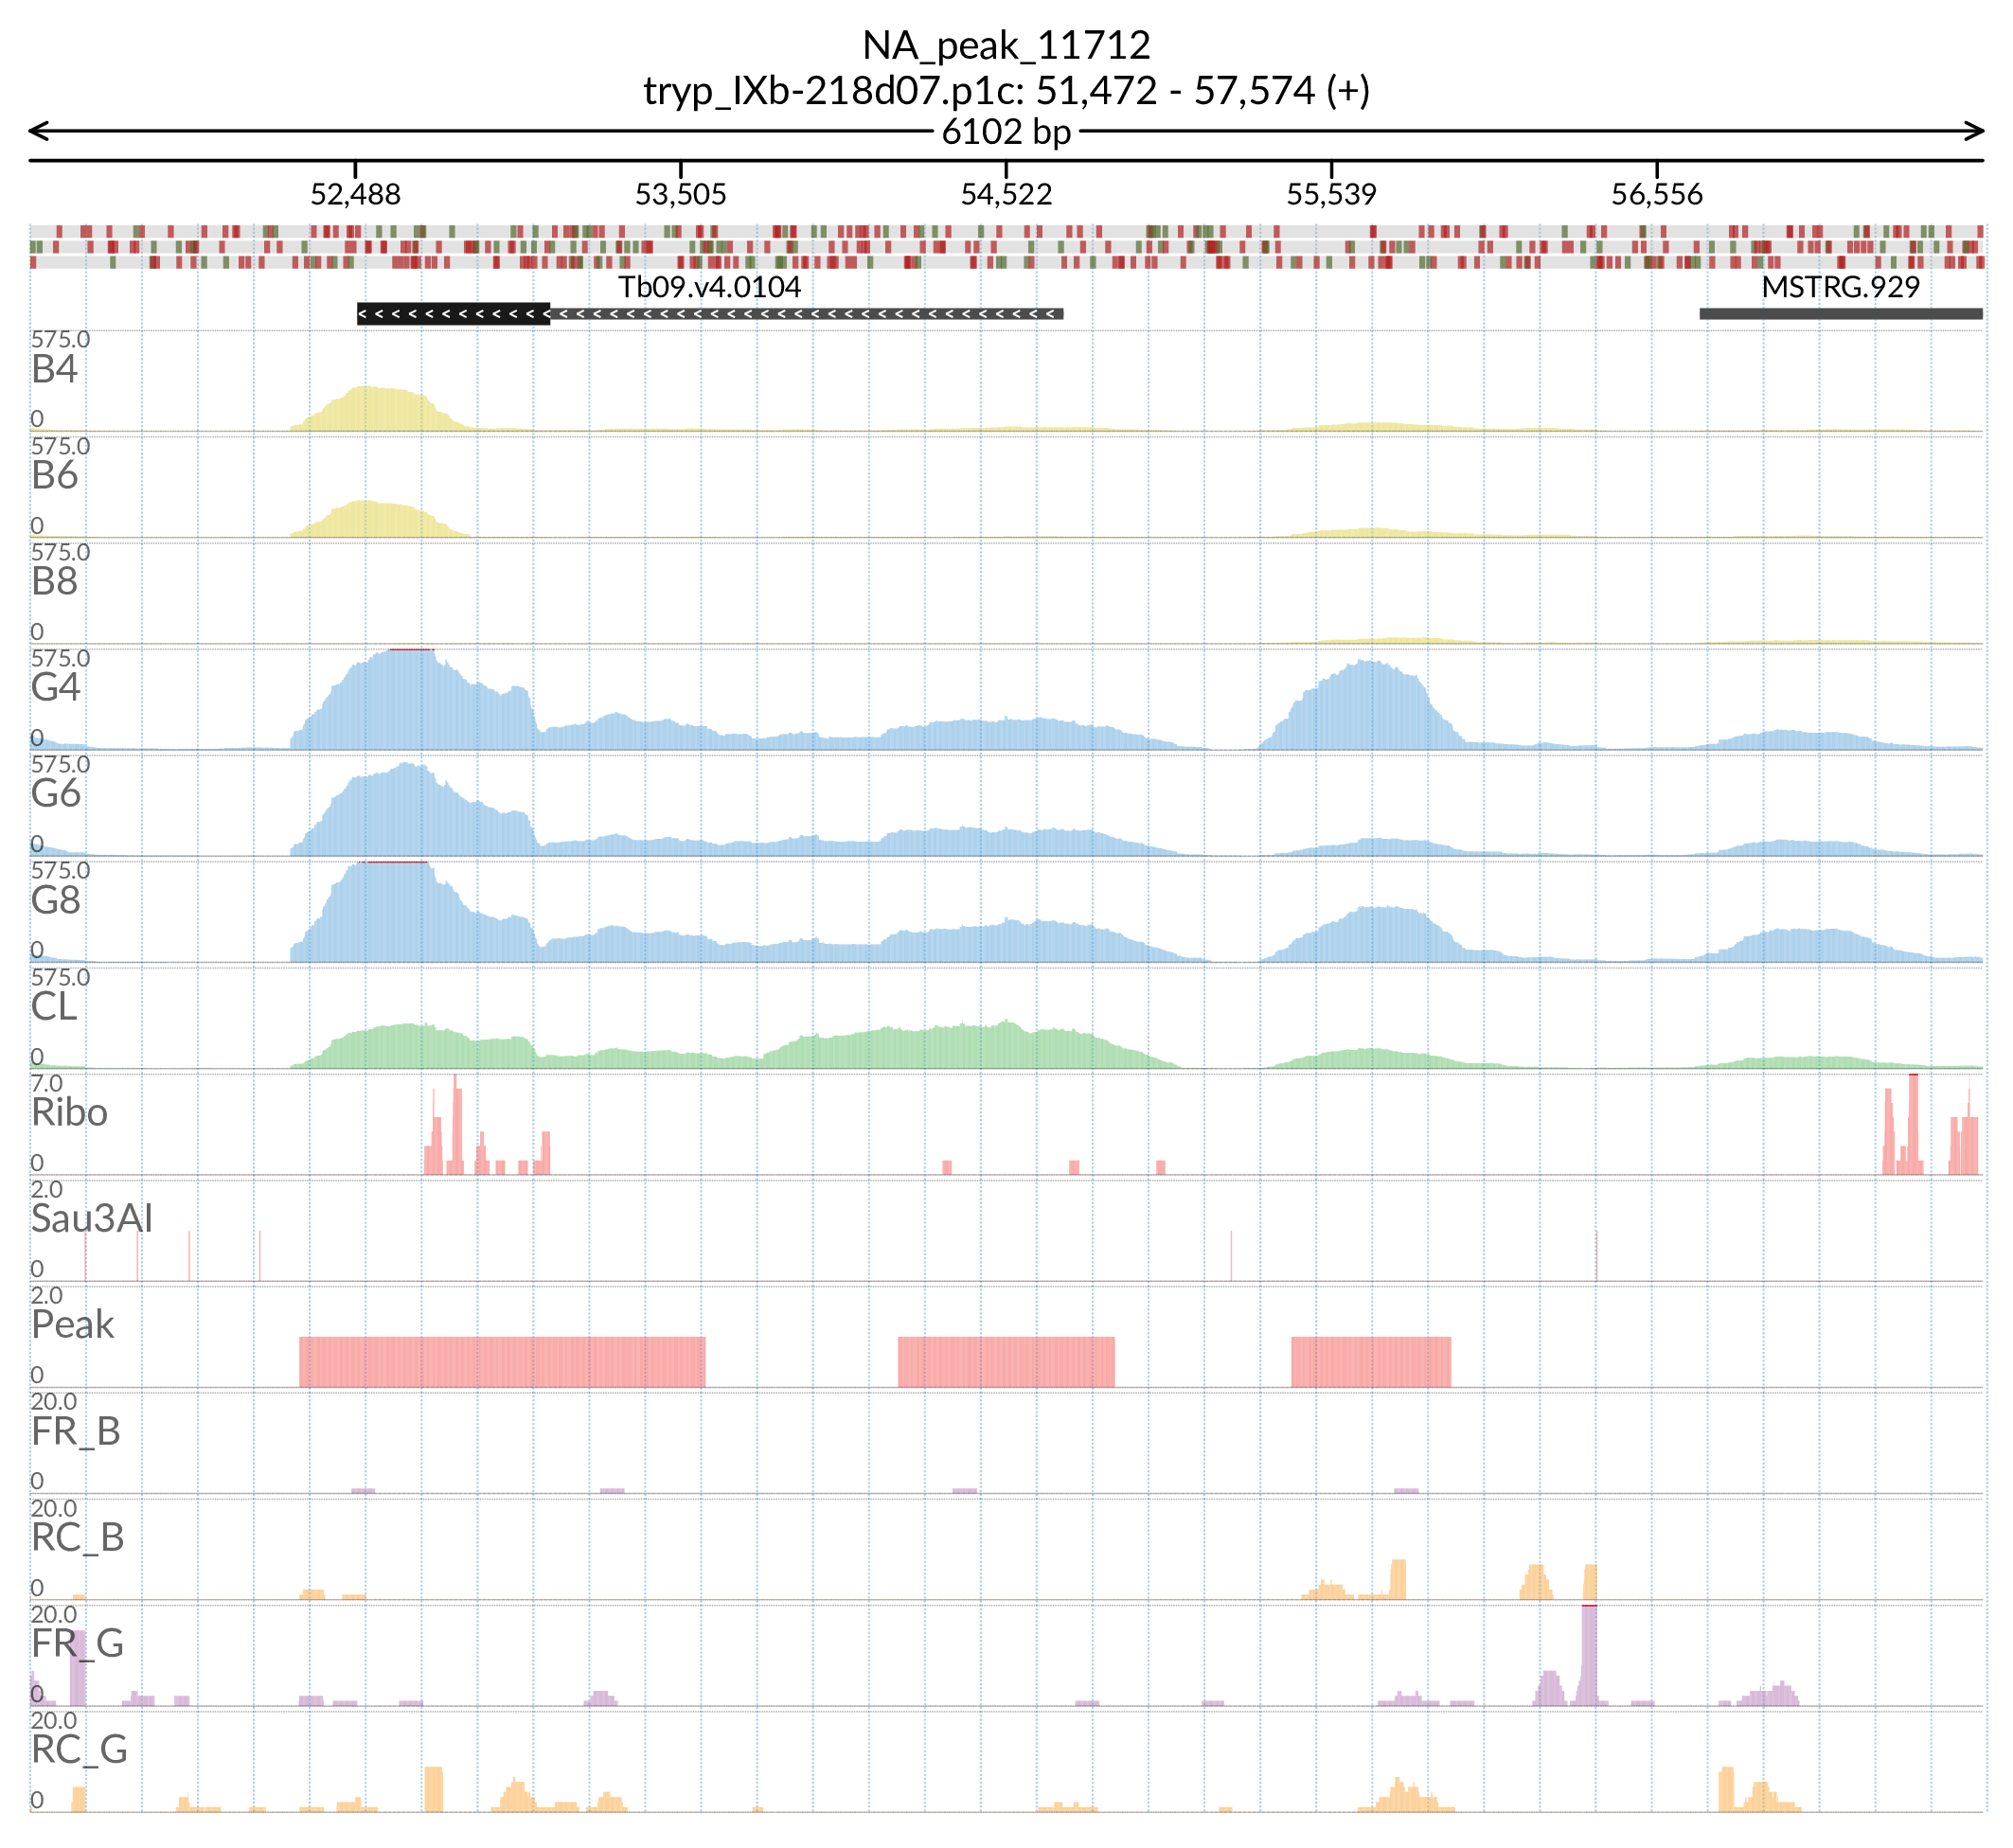 NA_peak_11712
tryp_IXb-218d07.p1c: 51,472 - 57,574 (+)
6102 bp
52,488 53,505 54,522 55,539 56,556
Tb09.v4.0104 MSTRG.929
575.0
B4
0
575.0
B6
0
575.0
B8
0
575.0
G4
0
575.0
G6
0
575.0
G8
0
575.0
CL
0
7.0
Ribo
0
2.0
Sau3AI
0
2.0
Peak
0
20.0
FR_B
0
20.0
RC_B
0
20.0
FR_G
0
20.0
RC_G
0